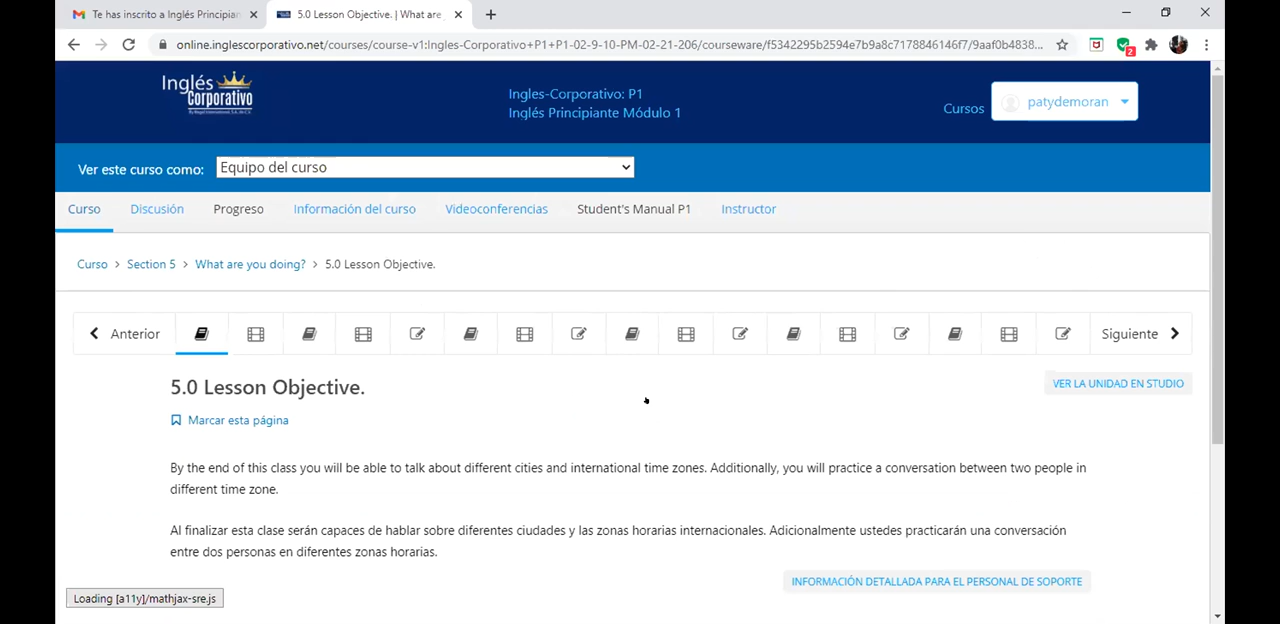 Te has inscrito a Inglés Principian
5.0 Lesson Objective. | What are
online.inglescorporativo.net/courses/course-v1:Ingles-Corporativo+P1+P1-02-9-10-PM-02-21-206/courseware/f5342295b2594e7b9a8c7178846146f7/9aaf0b4838...
2
Inglés
Corporativo
Ingles-Corporativo: P1
Inglés Principiante Módulo 1
Cursos
patydemoran
Ver este curso como:
Equipo del curso
Curso
Discusión
Progreso
Información del curso
Videoconferencias
Student's Manual P1
Instructor
Curso > Section 5 > What are you doing? > 5.0 Lesson Objective.
Anterior
Siguiente
5.0 Lesson Objective.
VER LA UNIDAD EN STUDIO
Marcar esta página
By the end of this class you will be able to talk about different cities and international time zones. Additionally, you will practice a conversation between two people in
different time zone.
Al finalizar esta clase serán capaces de hablar sobre diferentes ciudades y las zonas horarias internacionales. Adicionalmente ustedes practicarán una conversación
entre dos personas en diferentes zonas horarias.
INFORMACIÓN DETALLADA PARA EL PERSONAL DE SOPORTE
Loading [a11y]/mathjax-sre.js